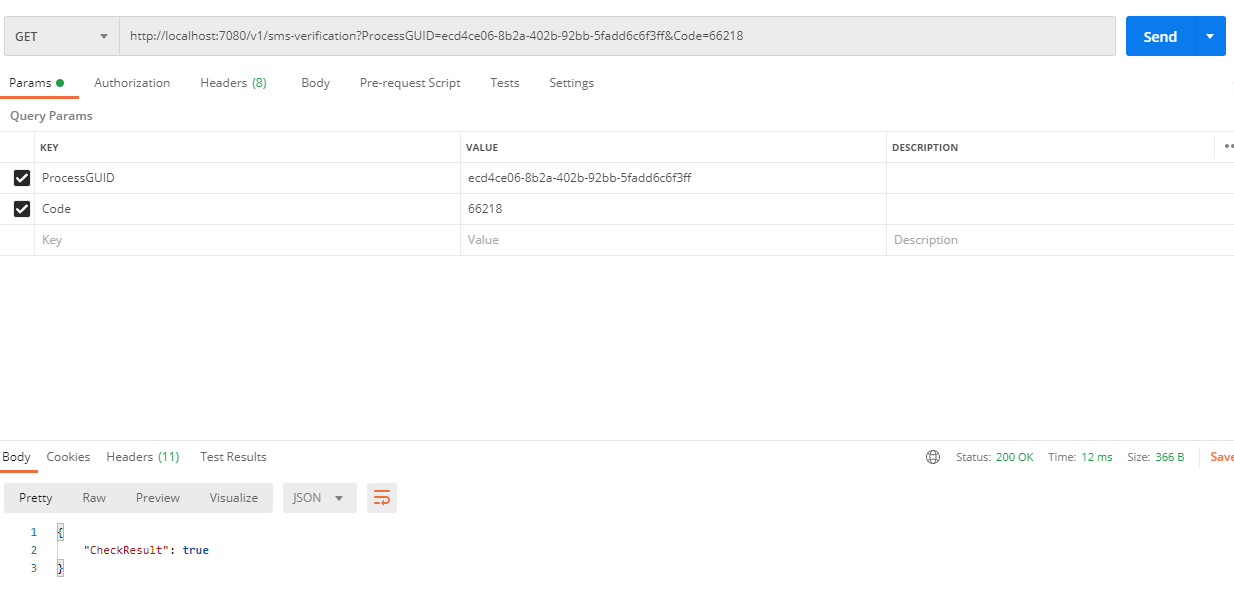 GET http://localhost:7080/v1/sms-verification?ProcessGUID=ecd4ce06-8b2a-402b-92bb-5fadd6c6f3ff&Code=66218 Send
Params Authorization Headers (8) Body Pre-request Script Tests Settings
Query Params
KEY VALUE DESCRIPTION
ProcessGUID ecd4ce06-8b2a-402b-92bb-5fadd6c6f3ff
Code 66218
Key Value Description
Body Cookies Headers (11) Test Results Status: 200 OK Time: 12 ms Size: 366 B Save
Pretty Raw Preview Visualize JSON
1 {
2 "CheckResult": true
3 }